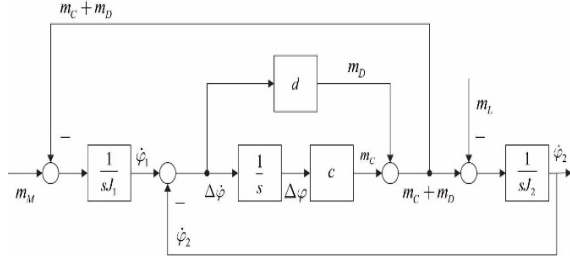 m_C + m_D
d
m_D
m_L
−
−
1/(sJ_1)
φ̇_1
1/s
c
m_C
1/(sJ_2)
φ̇_2
m_M
Δφ̇
Δφ
m_C + m_D
−
φ̇_2